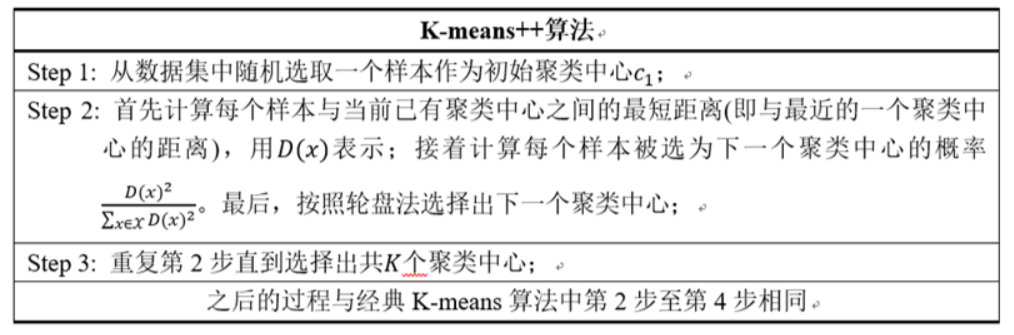 K-means++算法
Step 1: 从数据集中随机选取一个样本作为初始聚类中心c₁；
Step 2: 首先计算每个样本与当前已有聚类中心之间的最短距离(即与最近的一个聚类中
心的距离)，用D(x)表示；接着计算每个样本被选为下一个聚类中心的概率
D(x)²/∑x∈X D(x)²。最后，按照轮盘法选择出下一个聚类中心；
Step 3: 重复第 2 步直到选择出共K个聚类中心；
之后的过程与经典 K-means 算法中第 2 步至第 4 步相同